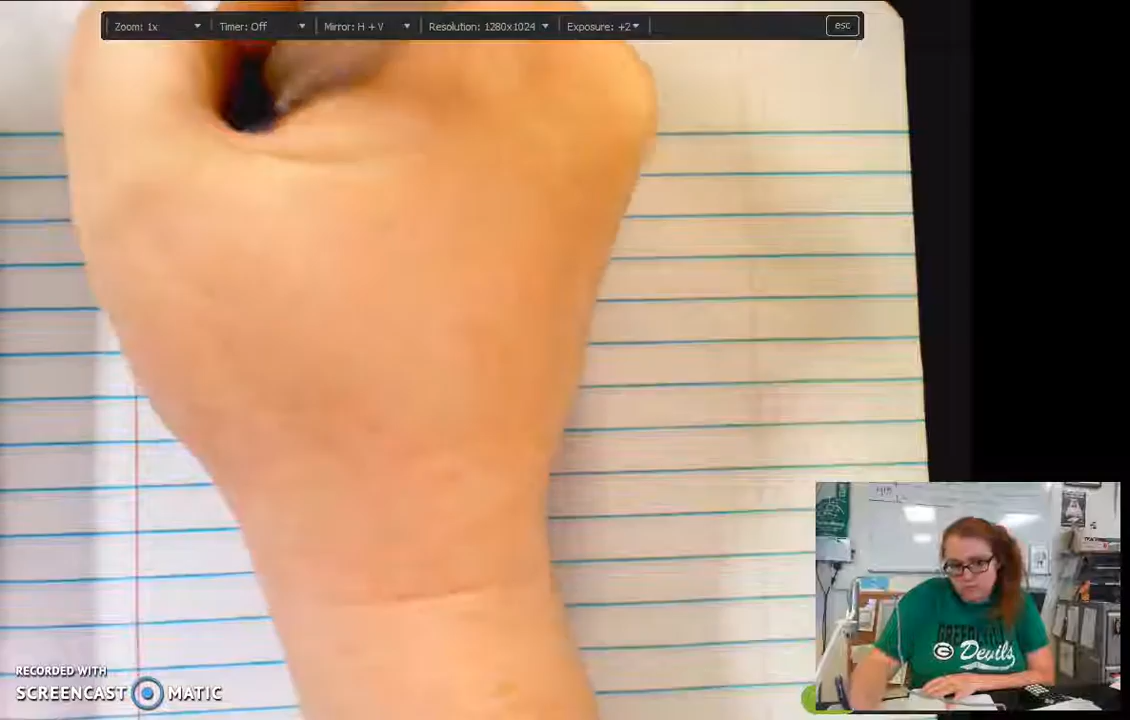 Zoom: 1x Timer: Off Mirror: H + V Resolution: 1280x1024 Exposure: +2 esc
Devils
RECORDED WITH
SCREENCAST MATIC